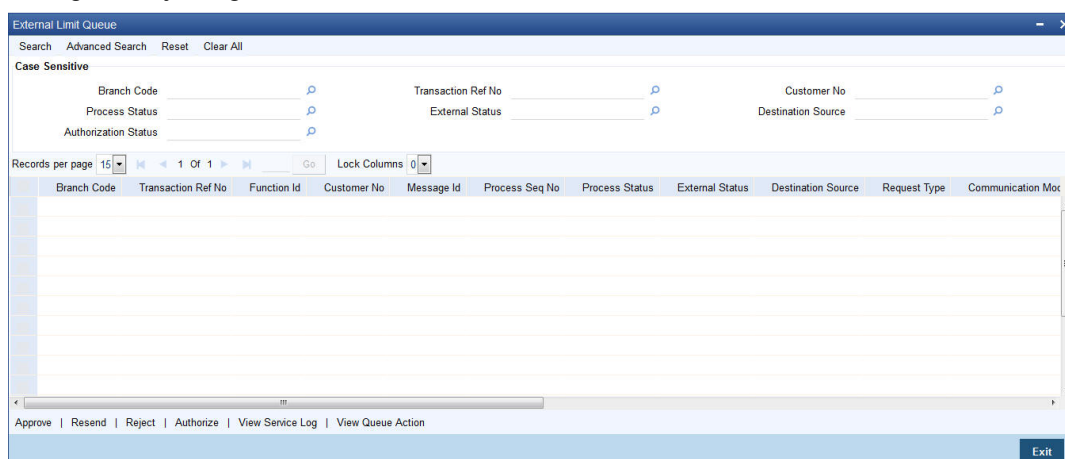 External Limit Queue
Search Advanced Search Reset Clear All
Case Sensitive
Branch Code Transaction Ref No Customer No
Process Status External Status Destination Source
Authorization Status
Records per page 15 1 Of 1 Go Lock Columns 0
Branch Code Transaction Ref No Function Id Customer No Message Id Process Seq No Process Status External Status Destination Source Request Type Communication Moc
Approve | Resend | Reject | Authorize | View Service Log | View Queue Action
Exit